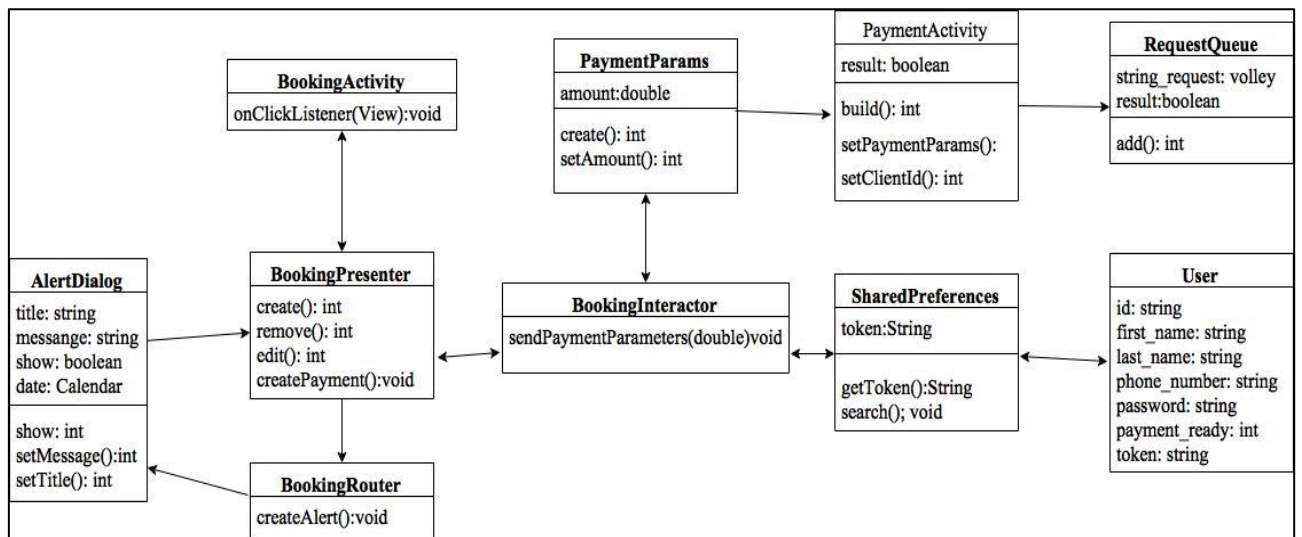 BookingActivity
onClickListener(View):void
PaymentParams
amount:double
create(): int
setAmount(): int
PaymentActivity
result: boolean
build(): int
setPaymentParams():
setClientId(): int
RequestQueue
string_request: volley
result:boolean
add(): int
AlertDialog
title: string
messange: string
show: boolean
date: Calendar
show: int
setMessage():int
setTitle(): int
BookingPresenter
create(): int
remove(): int
edit(): int
createPayment():void
BookingInteractor
sendPaymentParameters(double)void
SharedPreferences
token:String
getToken():String
search(); void
User
id: string
first_name: string
last_name: string
phone_number: string
password: string
payment_ready: int
token: string
BookingRouter
createAlert():void